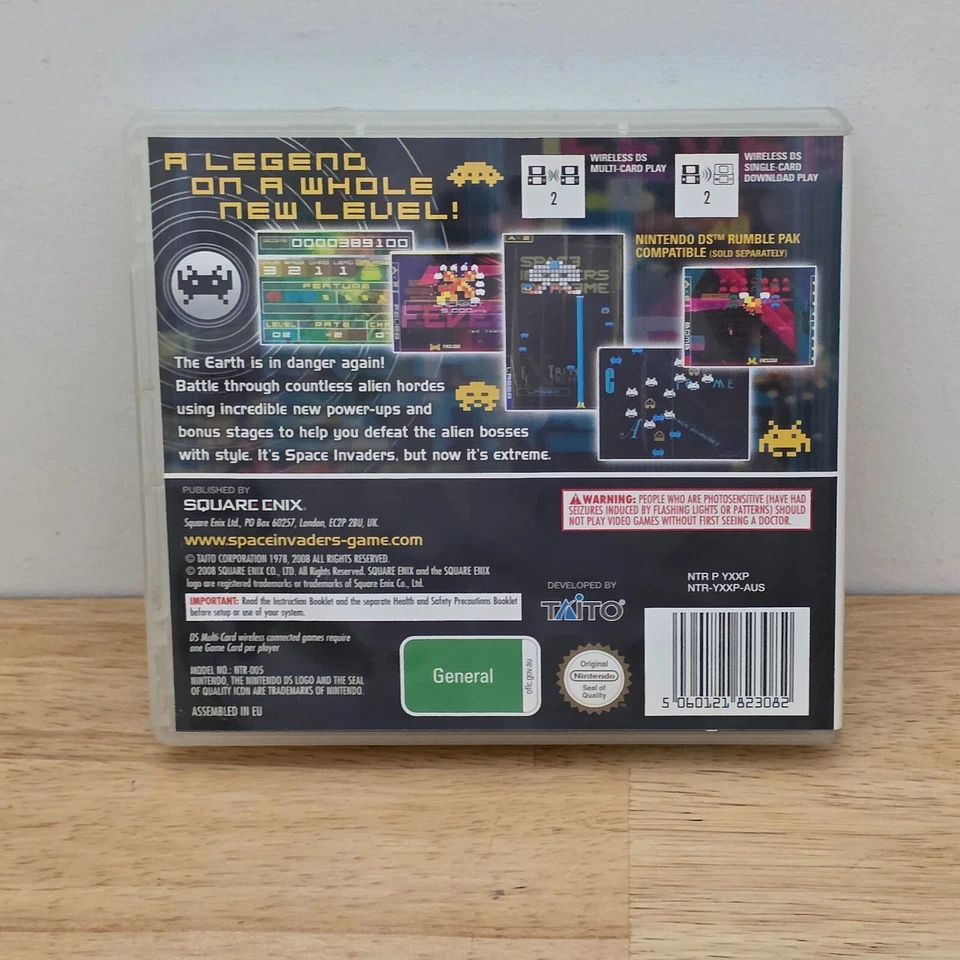 A LEGEND
ON A WHOLE
NEW LEVEL!
WIRELESS DS
MULTI-CARD PLAY
2
WIRELESS DS
SINGLE-CARD
DOWNLOAD PLAY
2
NINTENDO DS™ RUMBLE PAK
COMPATIBLE (SOLD SEPARATELY)
0000389100
3 2 1 1
FEATURE
LEVEL RATE
The Earth is in danger again!
Battle through countless alien hordes
using incredible new power-ups and
bonus stages to help you defeat the alien bosses
with style. It's Space Invaders, but now it's extreme.
PUBLISHED BY
SQUARE ENIX®
Square Enix Ltd., PO Box 60257, London, EC2P 2BU, UK.
www.spaceinvaders-game.com
© TAITO CORPORATION 1978, 2008 ALL RIGHTS RESERVED.
© 2008 SQUARE ENIX CO., LTD. All Rights Reserved. SQUARE ENIX and the SQUARE ENIX
logo are registered trademarks or trademarks of Square Enix Co., Ltd.
IMPORTANT: Read the Instruction Booklet and the separate Health and Safety Precautions Booklet
before setup or use of your system.
DS Multi-Card wireless connected games require
one Game Card per player
MODEL NO.: NTR-005
NINTENDO, THE NINTENDO DS LOGO AND THE SEAL
OF QUALITY ICON ARE TRADEMARKS OF NINTENDO.
ASSEMBLED IN EU
WARNING: PEOPLE WHO ARE PHOTOSENSITIVE (HAVE HAD
SEIZURES INDUCED BY FLASHING LIGHTS OR PATTERNS) SHOULD
NOT PLAY VIDEO GAMES WITHOUT FIRST SEEING A DOCTOR.
DEVELOPED BY
TAITO®
NTR P YXXP
NTR-YXXP-AUS
General
oflc.gov.au
Original
Nintendo
Seal of
Quality
5 060121 823082